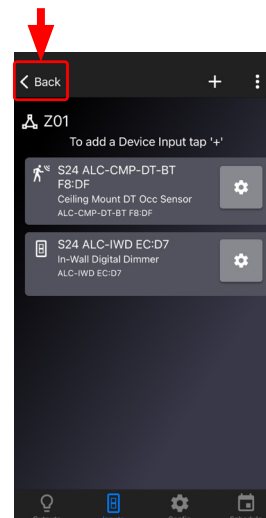 Back
Z01
To add a Device Input tap '+'
S24 ALC-CMP-DT-BT
F8:DF
Ceiling Mount DT Occ Sensor
ALC-CMP-DT-BT F8:DF
S24 ALC-IWD EC:D7
In-Wall Digital Dimmer
ALC-IWD EC:D7